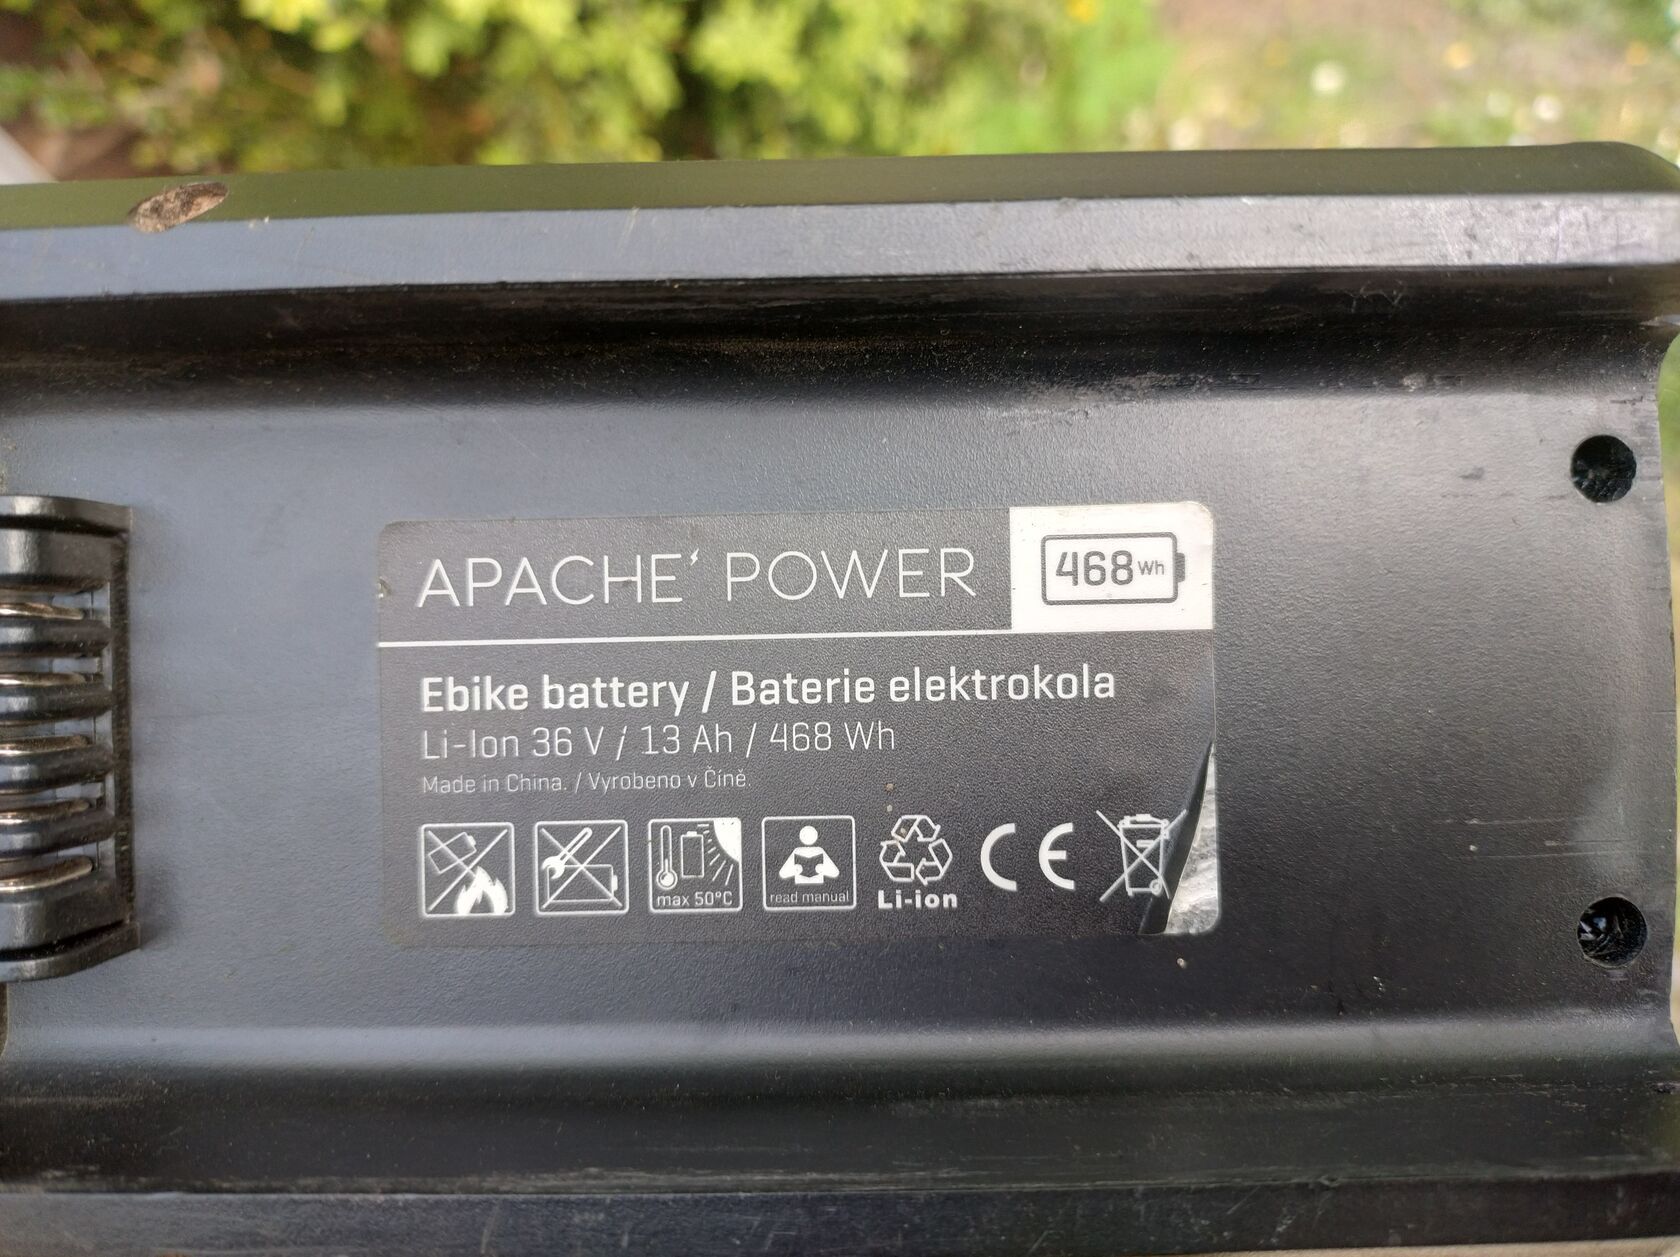 APACHE' POWER
468 Wh
Ebike battery / Baterie elektrokola
Li-Ion 36 V / 13 Ah / 468 Wh
Made in China. / Vyrobeno v Číně.
max 50°C
read manual
Li-ion
CE